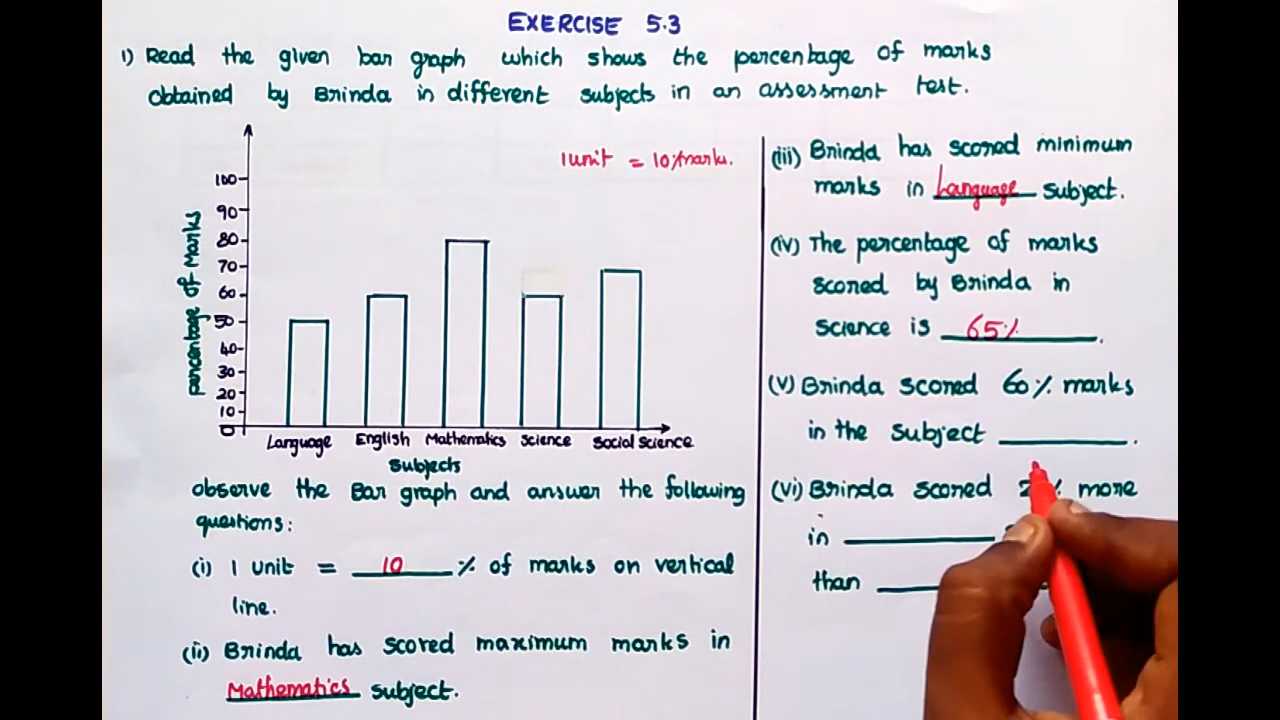 EXERCISE 5.3
1) Read the given bar graph which shows the percentage of marks
obtained by Brinda in different subjects in an assessment test.
1 unit = 10% marks.
percentage of Marks
100
90
80
70
60
50
40
30
20
10
0
Language English Mathematics Science Social Science
Subjects
observe the Bar graph and answer the following
questions:
(i) 1 unit = 10 % of marks on vertical
line.
(ii) Brinda has scored maximum marks in
Mathematics subject.
(iii) Brinda has scored minimum
marks in Language subject.
(iv) The percentage of marks
scored by Brinda in
science is 65% .
(v) Brinda scored 60% marks
in the subject ________ .
(vi) Brinda scored % more
in ________
than ________